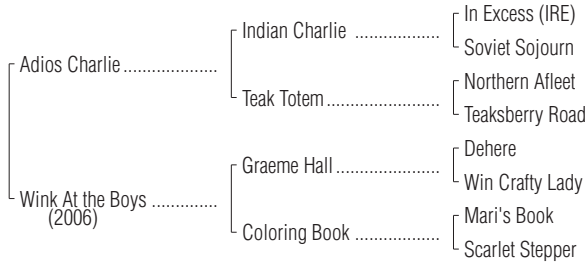 In Excess (IRE)
Indian Charlie ..................
Soviet Sojourn
Adios Charlie ...................
Northern Afleet
Teak Totem .....................
Teaksberry Road
Dehere
Graeme Hall ...................
Win Crafty Lady
Wink At the Boys .............
(2006)
Mari's Book
Coloring Book .................
Scarlet Stepper